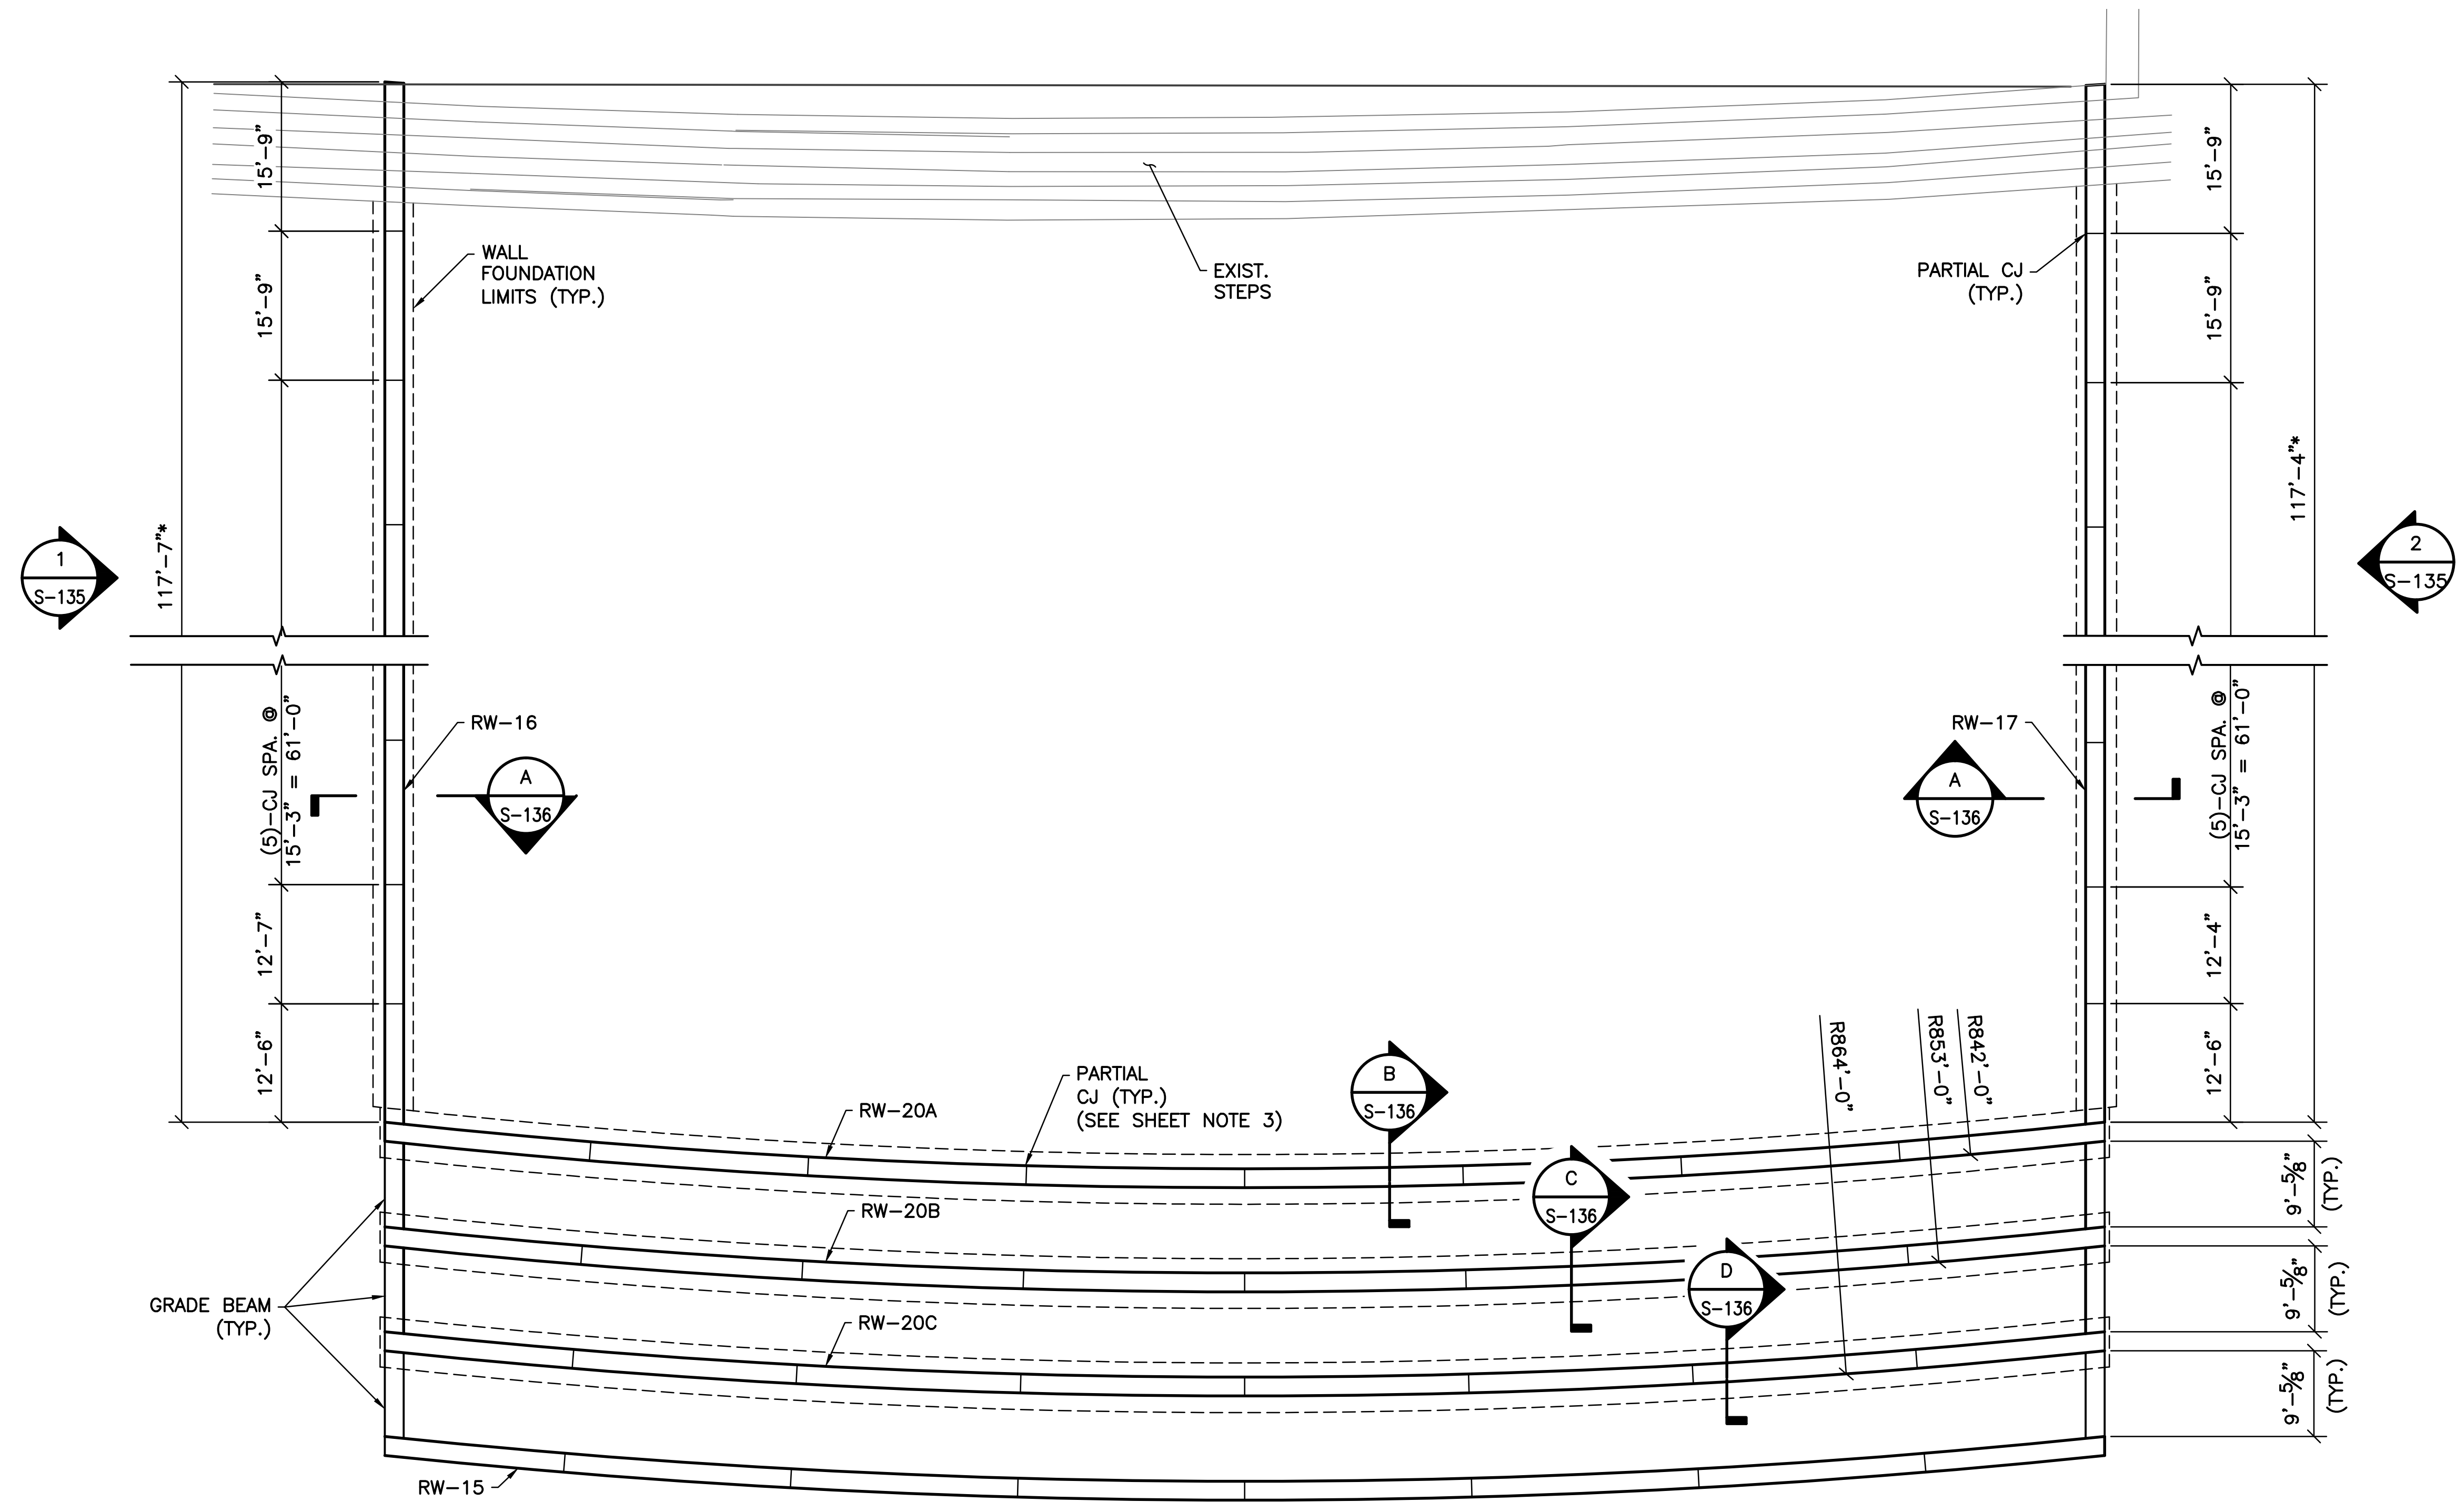 15'-9"
15'-9"
WALL
FOUNDATION
LIMITS (TYP.)
EXIST.
STEPS
PARTIAL CJ
(TYP.)
15'-9"
15'-9"
117'-7"*
117'-4"*
1
S-135
2
S-135
(5)-CJ SPA. @
15'-3" = 61'-0"
RW-16
A
S-136
RW-17
A
S-136
(5)-CJ SPA. @
15'-3" = 61'-0"
12'-7"
12'-6"
12'-4"
12'-6"
PARTIAL
CJ (TYP.)
(SEE SHEET NOTE 3)
B
S-136
R864'-0"
R853'-0"
R842'-0"
RW-20A
C
S-136
9'-5/8"
(TYP.)
RW-20B
D
S-136
9'-5/8"
(TYP.)
GRADE BEAM
(TYP.)
RW-20C
9'-5/8"
(TYP.)
RW-15